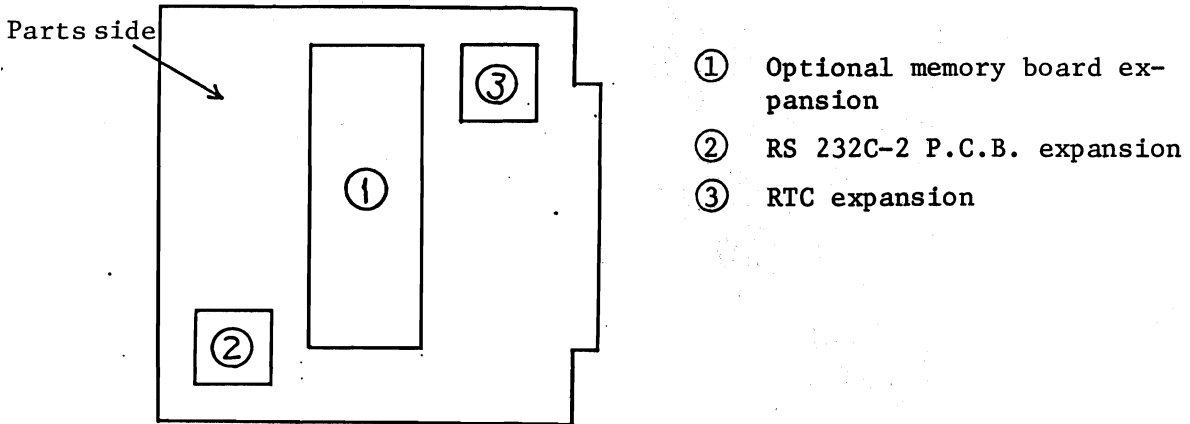 Parts side
③
①
②
① Optional memory board ex-
pansion
② RS 232C-2 P.C.B. expansion
③ RTC expansion